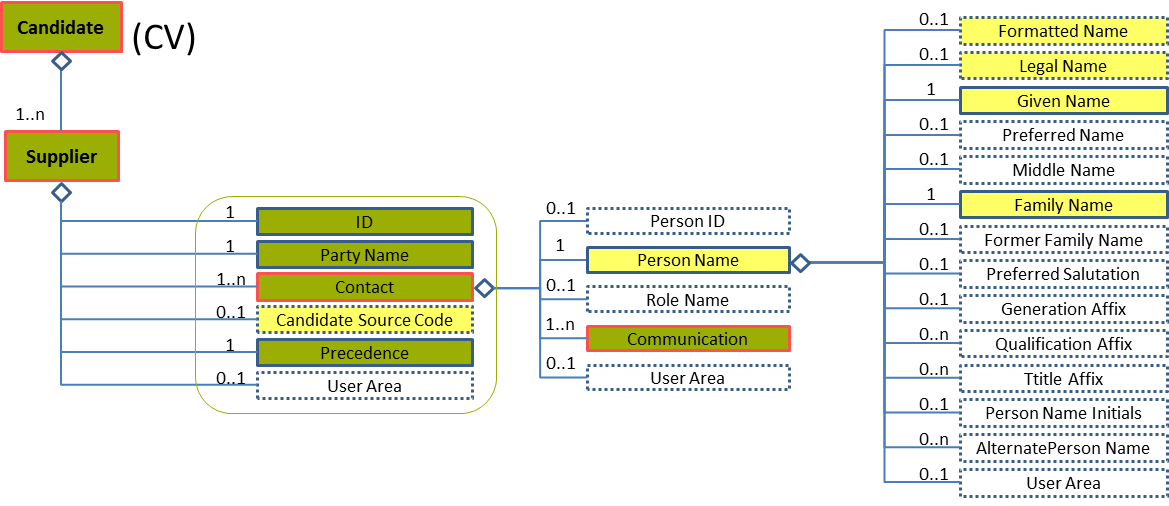 Candidate
(CV)
1..n
Supplier
1
ID
1
Party Name
1..n
Contact
0..1
Candidate Source Code
1
Precedence
0..1
User Area
0..1
Person ID
1
Person Name
0..1
Role Name
1..n
Communication
0..1
User Area
0..1
Formatted Name
0..1
Legal Name
1
Given Name
0..1
Preferred Name
0..1
Middle Name
1
Family Name
0..1
Former Family Name
0..1
Preferred Salutation
0..1
Generation Affix
0..n
Qualification Affix
0..n
Ttitle Affix
0..1
Person Name Initials
0..n
AlternatePerson Name
0..1
User Area